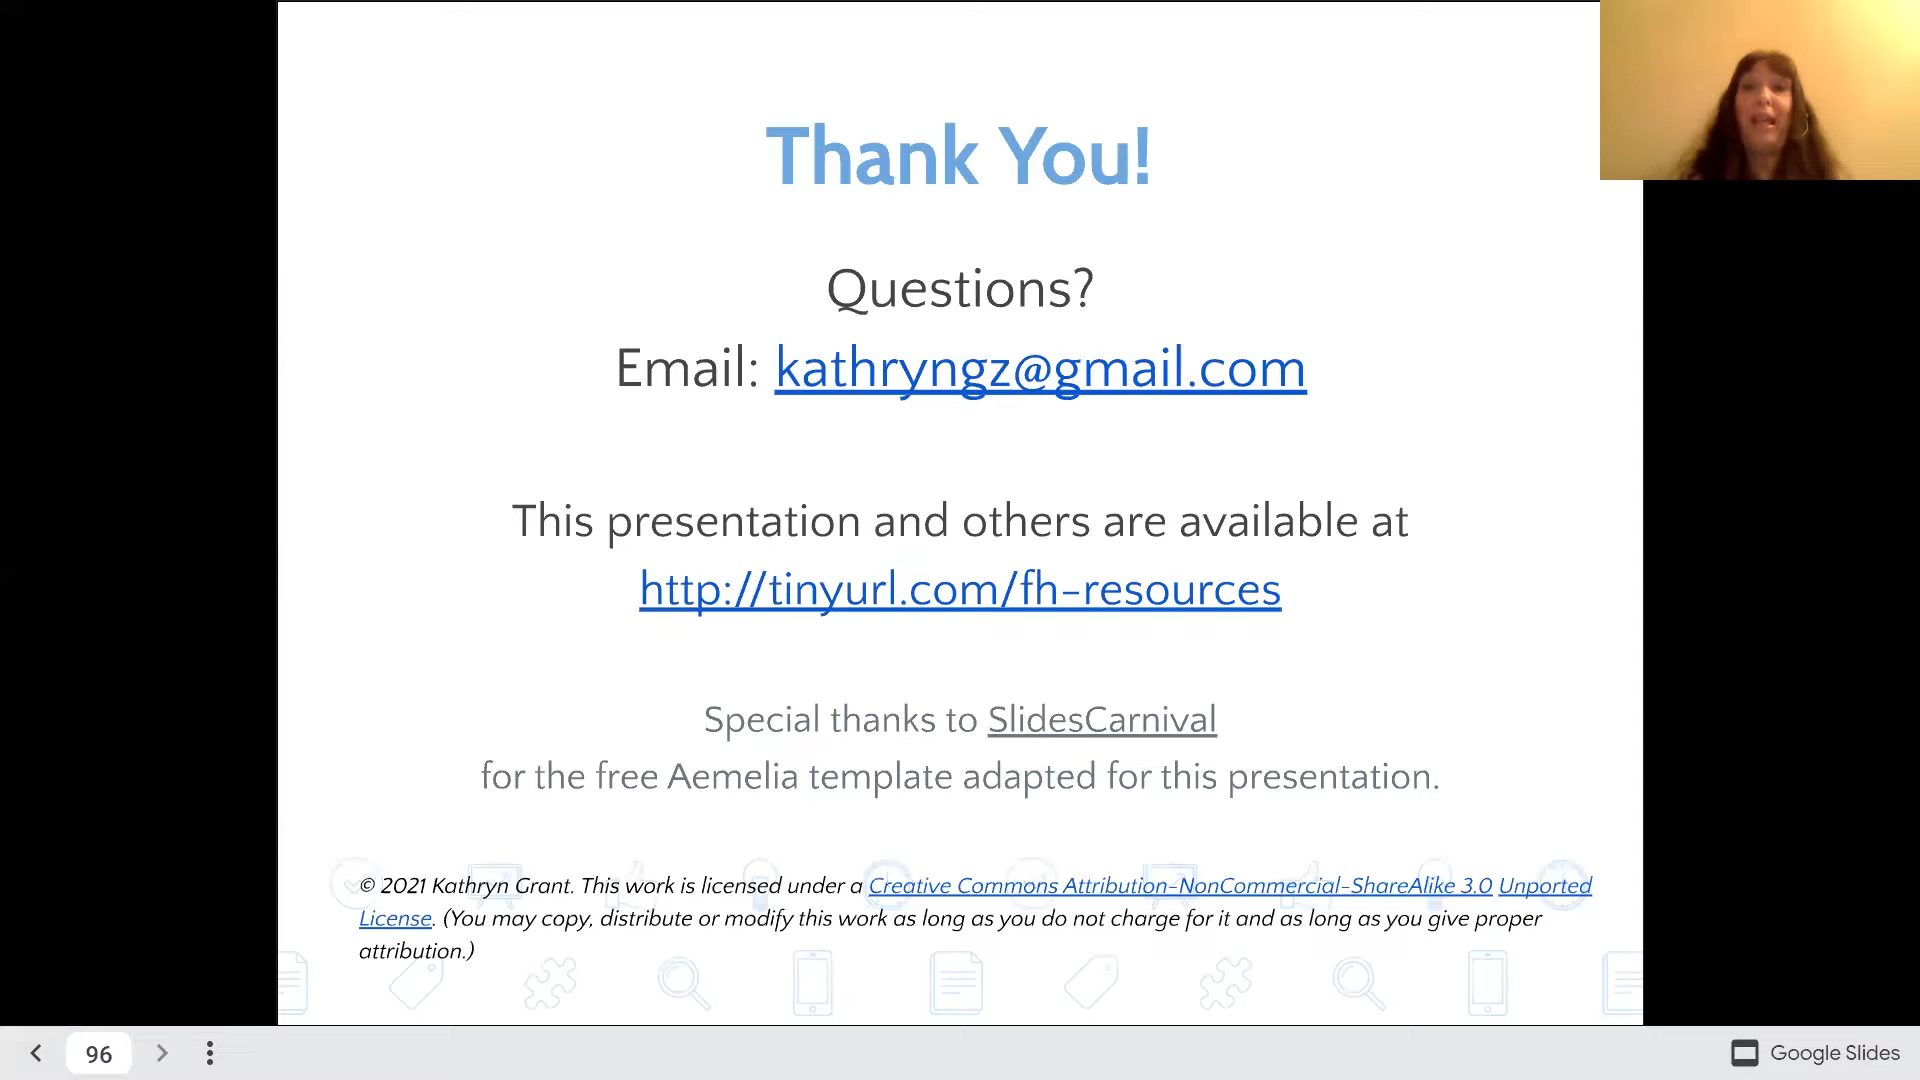 Thank You!
Questions?
Email: kathryngz@gmail.com
This presentation and others are available at
http://tinyurl.com/fh-resources
Special thanks to SlidesCarnival
for the free Aemelia template adapted for this presentation.
© 2021 Kathryn Grant. This work is licensed under a Creative Commons Attribution-NonCommercial-ShareAlike 3.0 Unported
License. (You may copy, distribute or modify this work as long as you do not charge for it and as long as you give proper
attribution.)
96
Google Slides